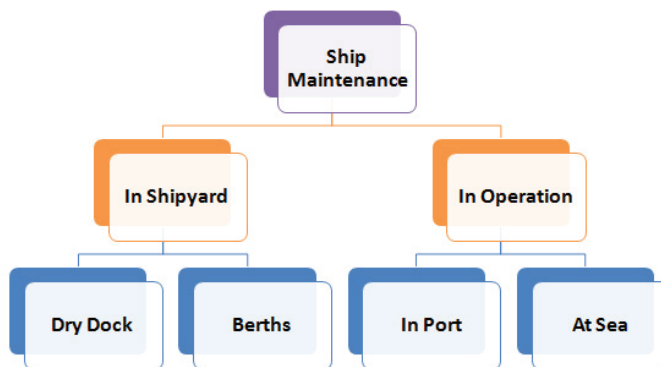 Ship
Maintenance
In Shipyard
In Operation
Dry Dock
Berths
In Port
At Sea